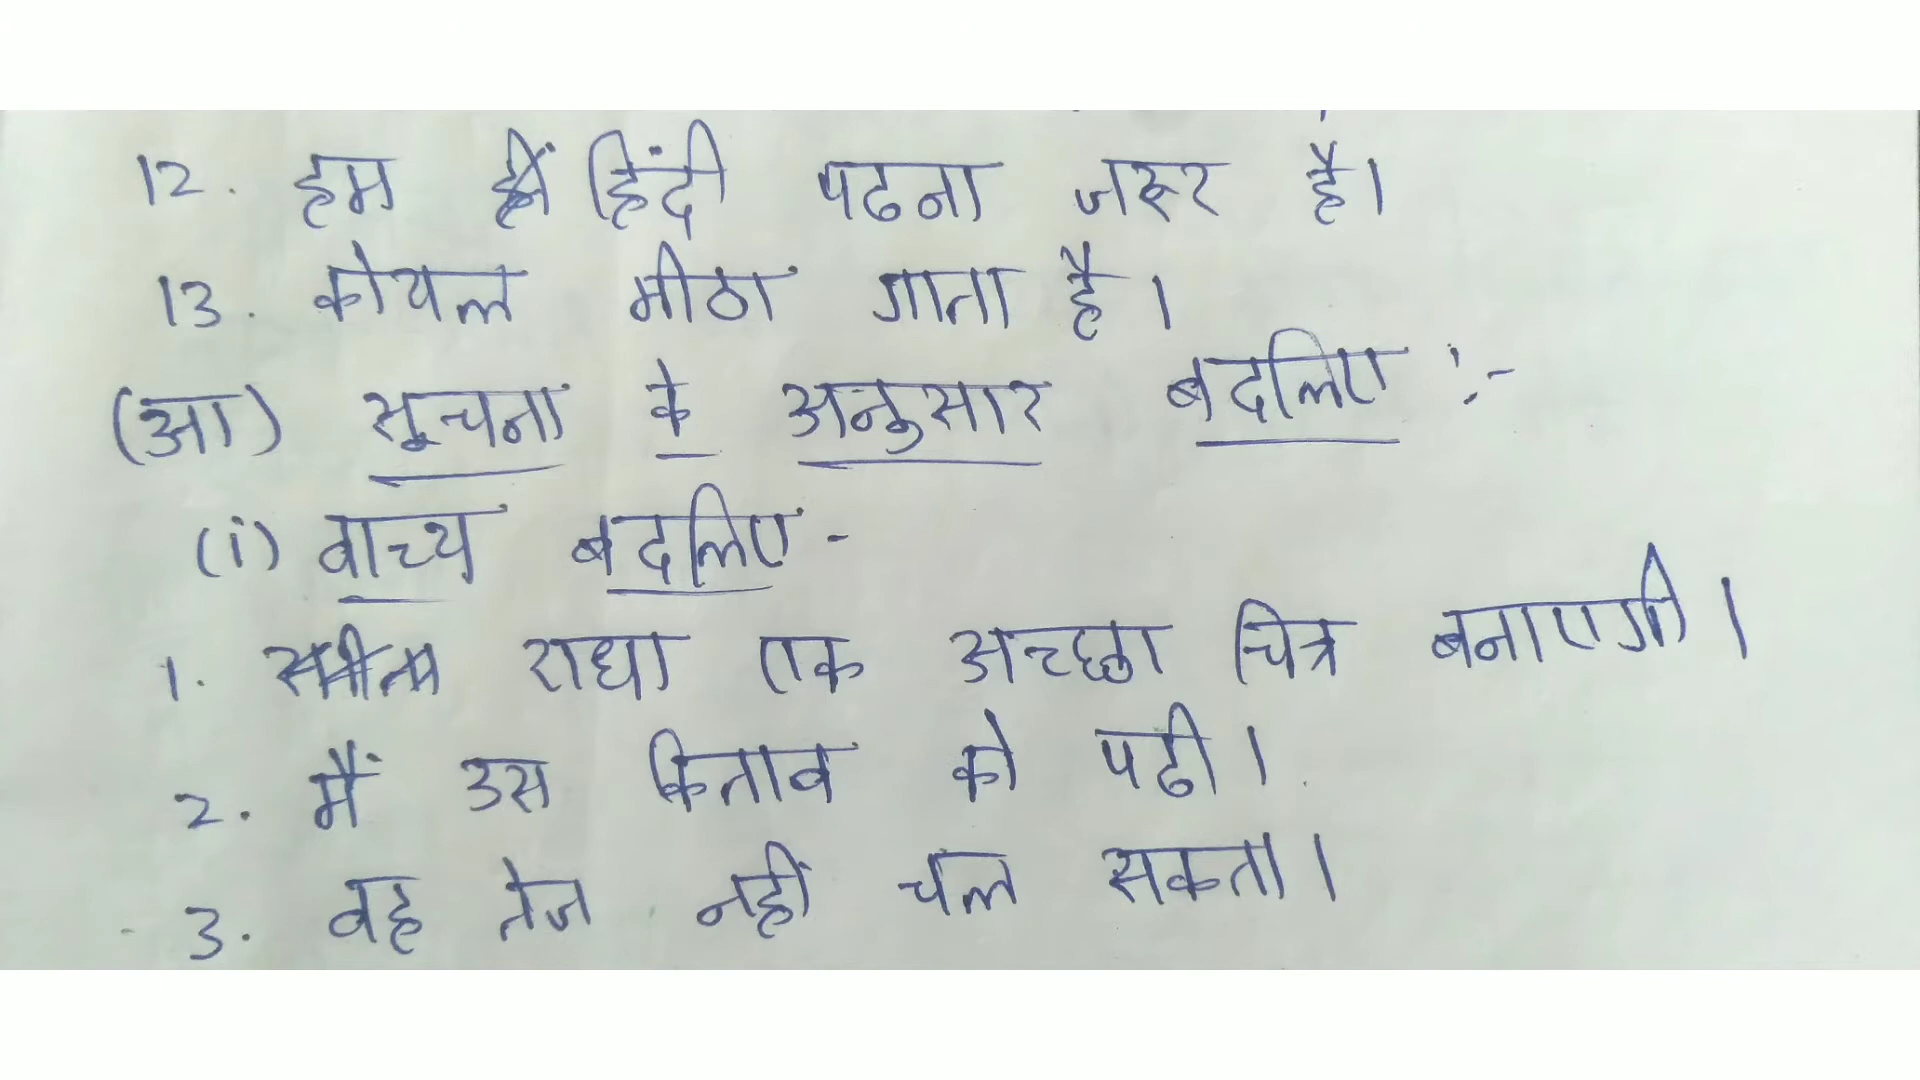 12. हम हिंदी पढना जरूर है।
13. कोयल मीठा गाता है।
(आ) सूचना के अनुसार बदलिए :-
(i) वाच्य बदलिए -
1. राधा एक अच्छा चित्र बनाएगी।
2. मैं उस किताब को पढी।
3. वह तेज नहीं चल सकता।